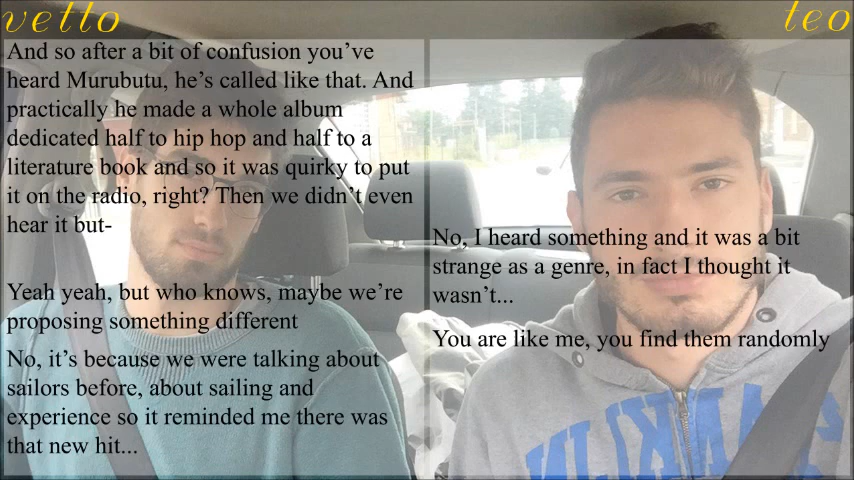 vetto
teo
And so after a bit of confusion you've
heard Murubutu, he's called like that. And
practically he made a whole album
dedicated half to hip hop and half to a
literature book and so it was quirky to put
it on the radio, right? Then we didn't even
hear it but-
No, I heard something and it was a bit
strange as a genre, in fact I thought it
wasn't...
Yeah yeah, but who knows, maybe we're
proposing something different
You are like me, you find them randomly
No, it's because we were talking about
sailors before, about sailing and
experience so it reminded me there was
that new hit...